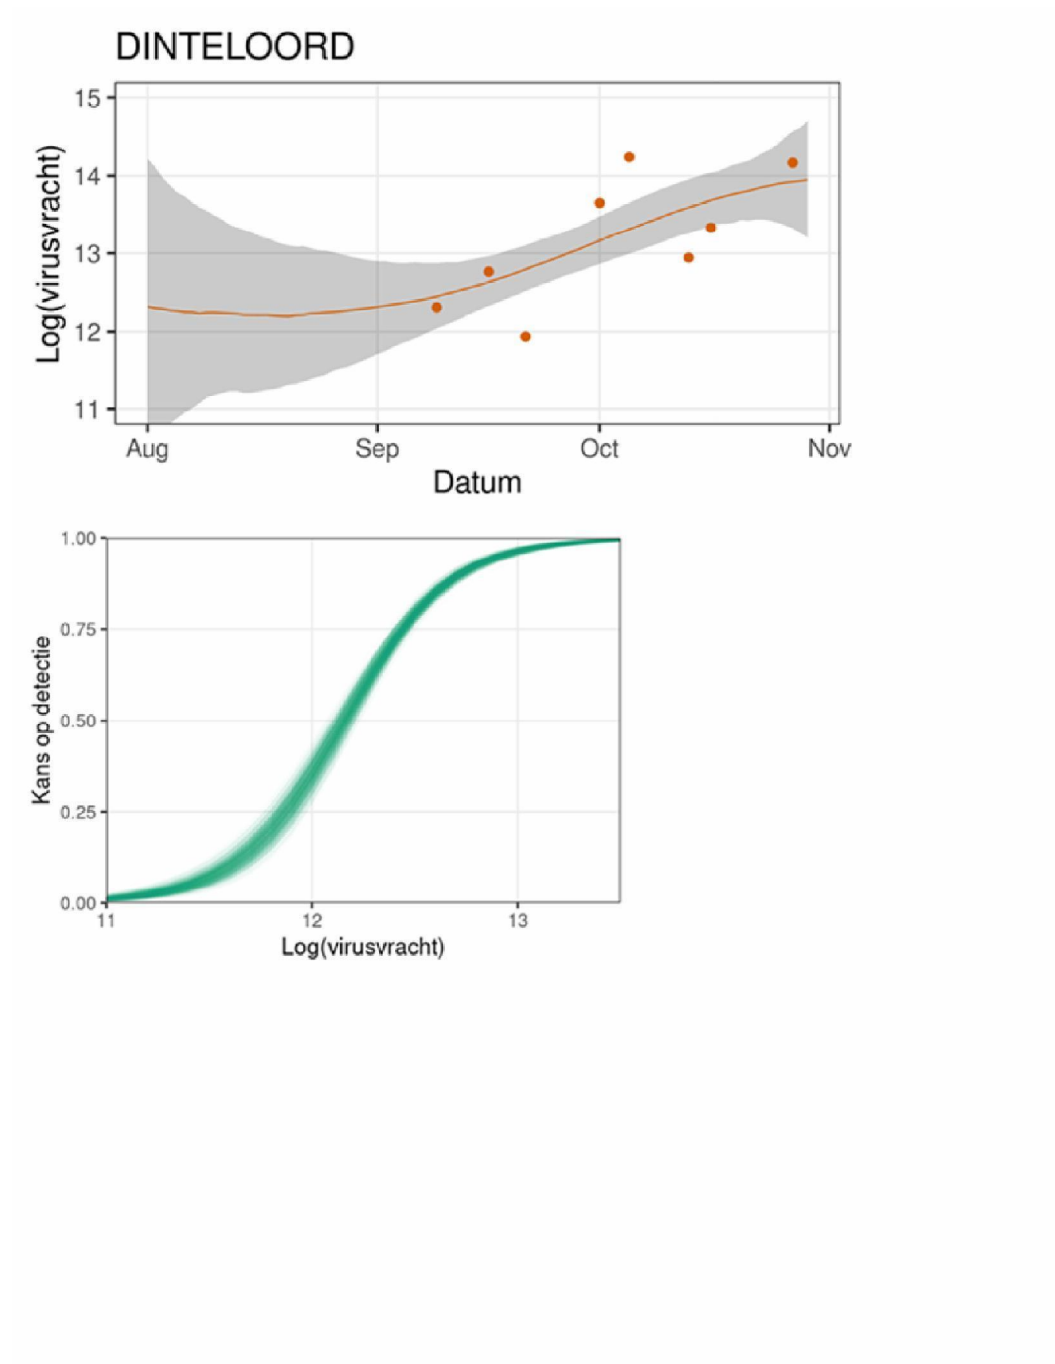 DINTELOORD
15
14
13
12
11
Log(virusvracht)
Aug Sep Oct Nov
Datum
1.00
0.75
0.50
0.25
0.00
Kans op detectie
11 12 13
Log(virusvracht)